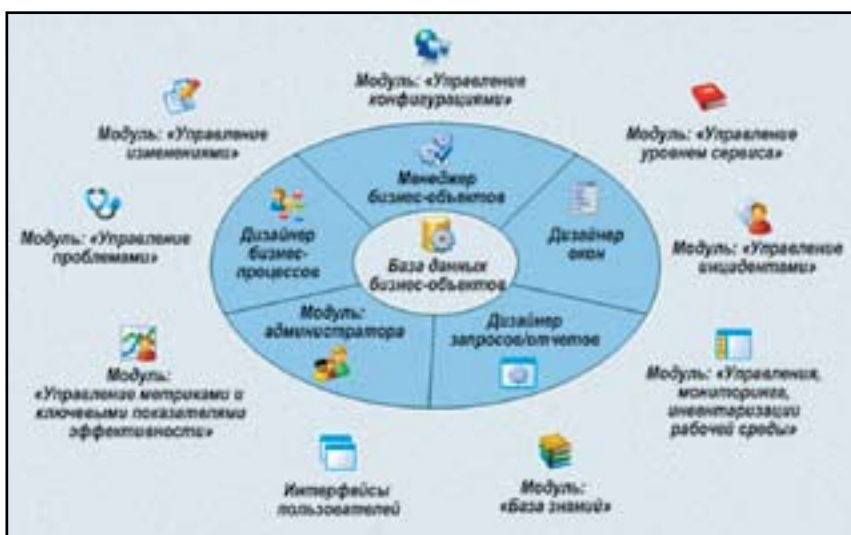 Модуль: «Управление
конфигурациями»
Модуль: «Управление
изменениями»
Модуль: «Управление
уровнем сервиса»
Менеджер
бизнес-объектов
Модуль: «Управление
проблемами»
Дизайнер
бизнес-
процессов
База данных
бизнес-объектов
Дизайнер
окон
Модуль: «Управление
инцидентами»
Модуль:
администратора
Дизайнер
запросов/отчетов
Модуль:
«Управление метриками и
ключевыми показателями
эффективности»
Модуль: «Управления,
мониторинга,
инвентаризации
рабочей среды»
Интерфейсы
пользователей
Модуль:
«База знаний»